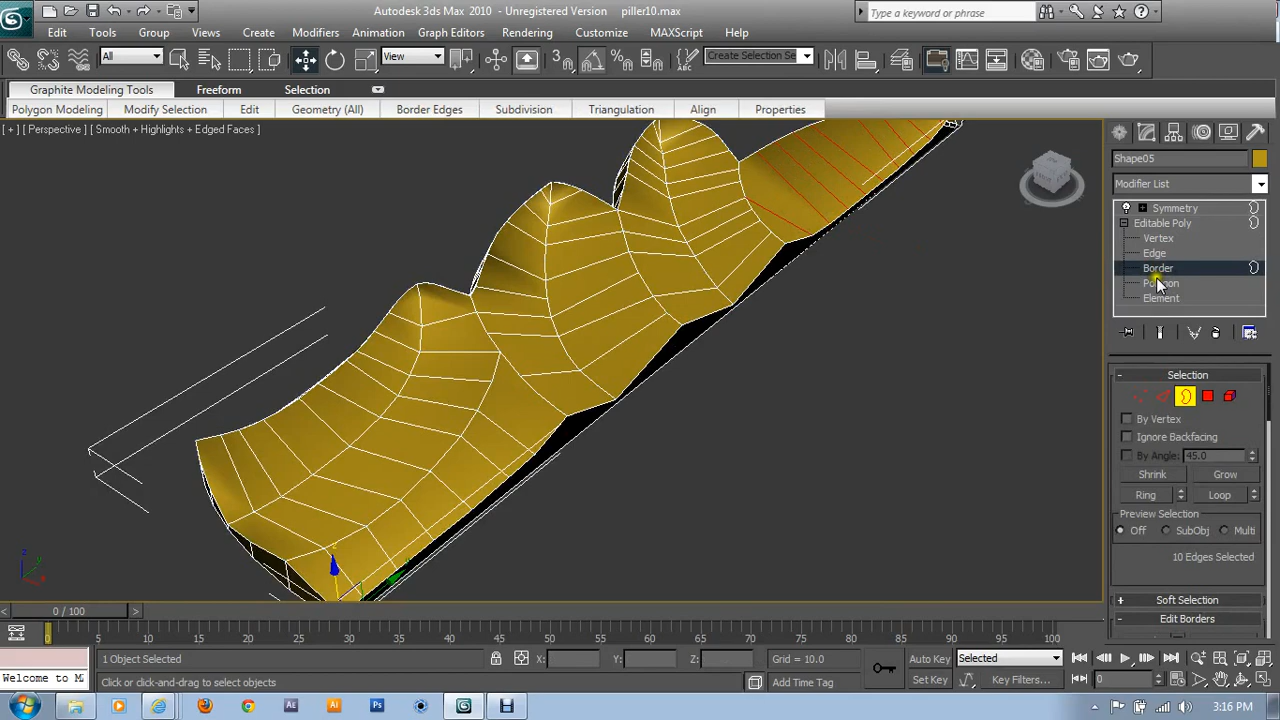 Autodesk 3ds Max 2010 - Unregistered Version piller10.max
Type a keyword or phrase
Edit Tools Group Views Create Modifiers Animation Graph Editors Rendering Customize MAXScript Help
All View Create Selection Se
Graphite Modeling Tools Freeform Selection
Polygon Modeling Modify Selection Edit Geometry (All) Border Edges Subdivision Triangulation Align Properties
[ + ] [ Perspective ] [ Smooth + Highlights + Edged Faces ]
Shape05
Modifier List
Symmetry
Editable Poly
Vertex
Edge
Border
Polygon
Element
Selection
By Vertex
Ignore Backfacing
By Angle: 45.0
Shrink Grow
Ring Loop
Preview Selection
Off SubObj Multi
10 Edges Selected
Soft Selection
Edit Borders
0 / 100
0 5 10 15 20 25 30 35 40 45 50 55 60 65 70 75 80 85 90 95 100
1 Object Selected X: Y: Z: Grid = 10.0 Auto Key Selected
Welcome to M Click or click-and-drag to select objects Add Time Tag Set Key Key Filters... 0
3:16 PM